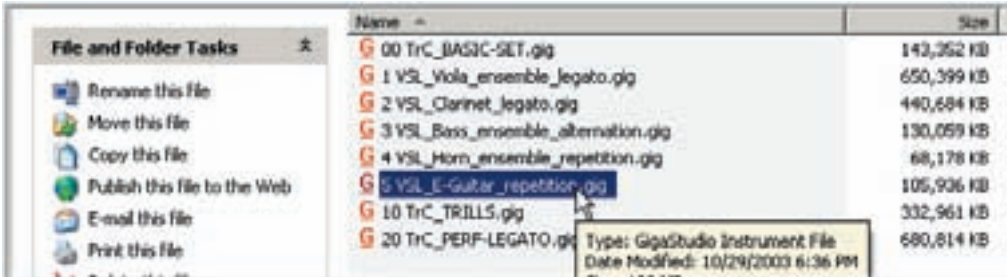 Name Size
File and Folder Tasks
Rename this file
Move this file
Copy this file
Publish this file to the Web
E-mail this file
Print this file
00 TrC_BASIC-SET.gig 143,352 KB
1 VSL_Viola_ensemble_legato.gig 650,399 KB
2 VSL_Clarinet_legato.gig 440,684 KB
3 VSL_Bass_ensemble_alternation.gig 130,059 KB
4 VSL_Horn_ensemble_repetition.gig 68,178 KB
5 VSL_E-Guitar_repetition.gig 105,936 KB
10 TrC_TRILLS.gig 332,961 KB
20 TrC_PERF-LEGATO.gig 680,814 KB
Type: GigaStudio Instrument File
Date Modified: 10/29/2003 6:36 PM